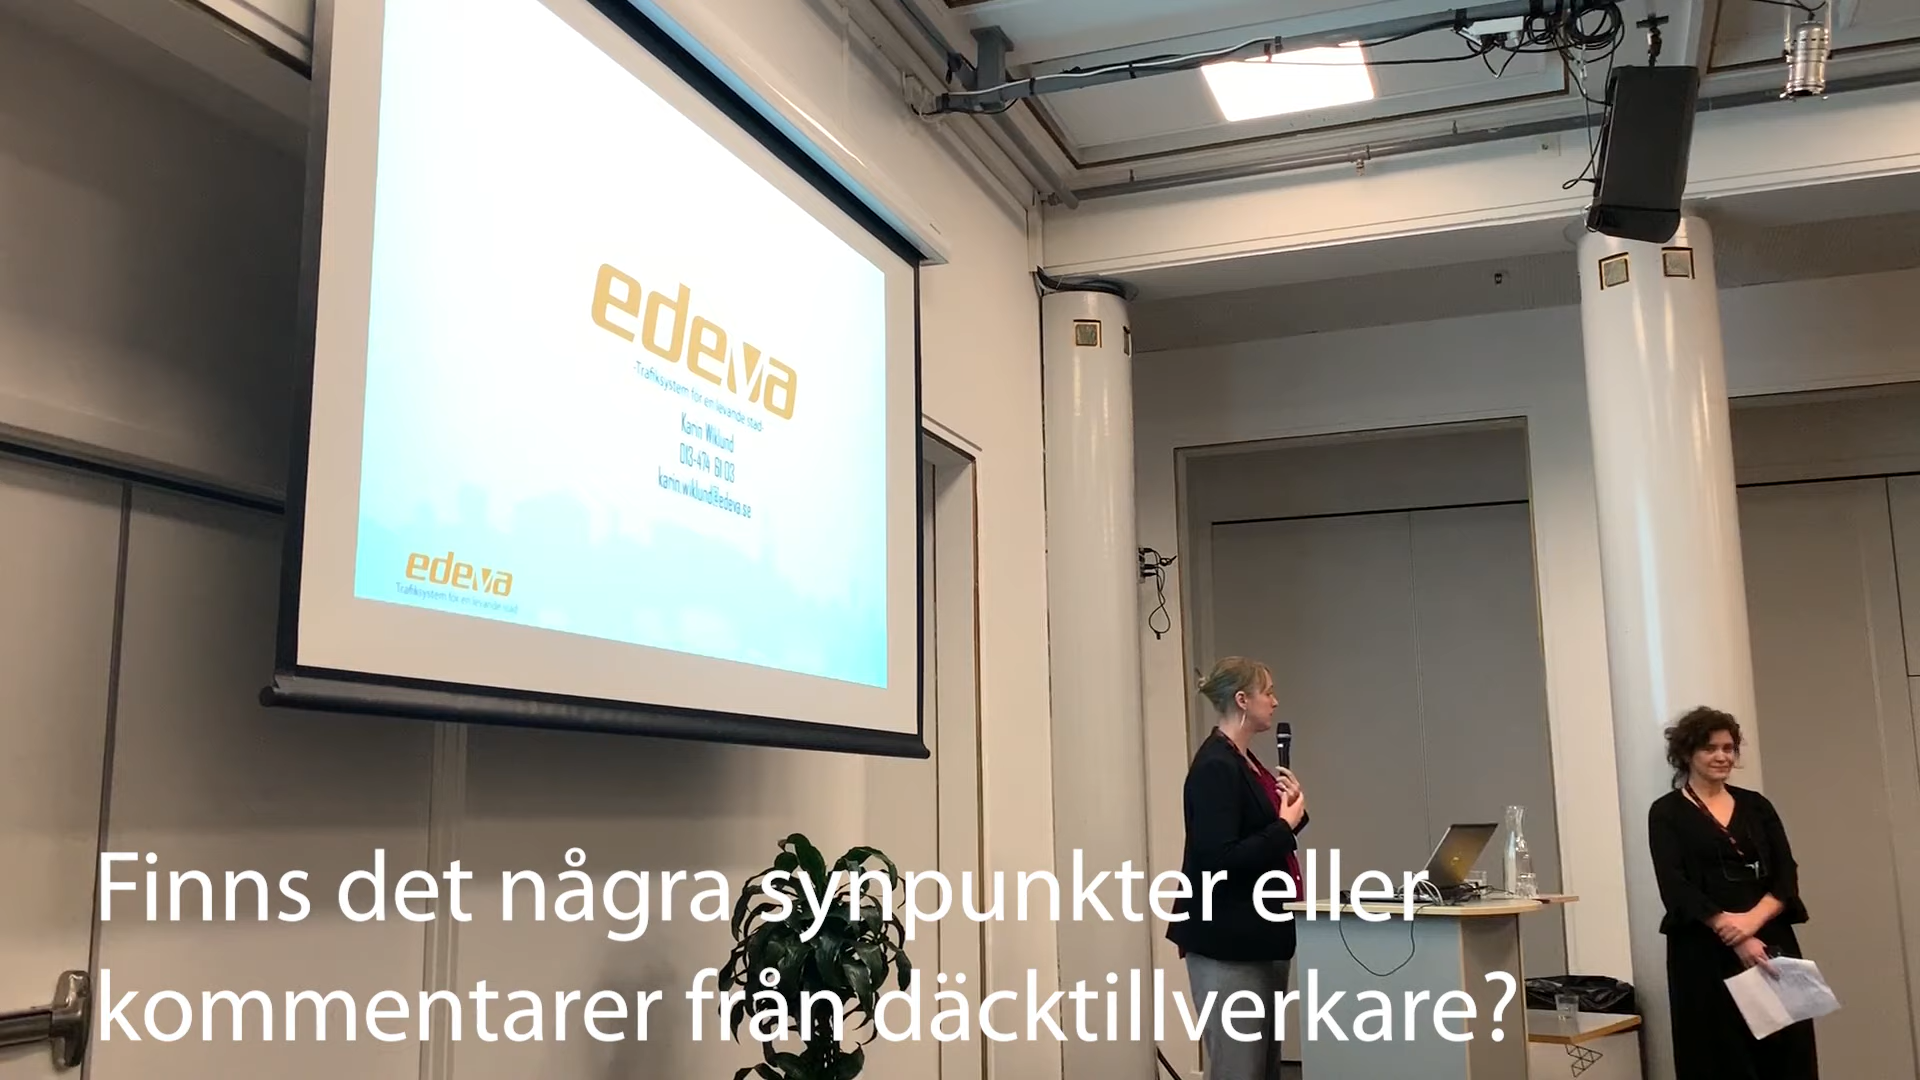 edeva
-Trafiksystem för en levande stad-
Karin Wiklund
013-474 61 03
karin.wiklund@edeva.se
edeva
Trafiksystem för en levande stad
Finns det några synpunkter eller
kommentarer från däcktillverkare?